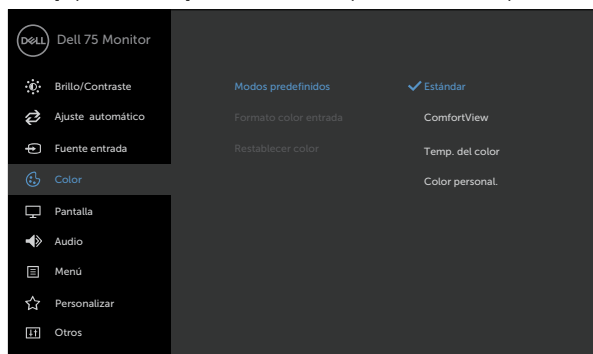 DELL Dell 75 Monitor
Brillo/Contraste Modos predefinidos Estándar
Ajuste automático Formato color entrada ComfortView
Fuente entrada Restablecer color Temp. del color
Color Color personal.
Pantalla
Audio
Menú
Personalizar
Otros